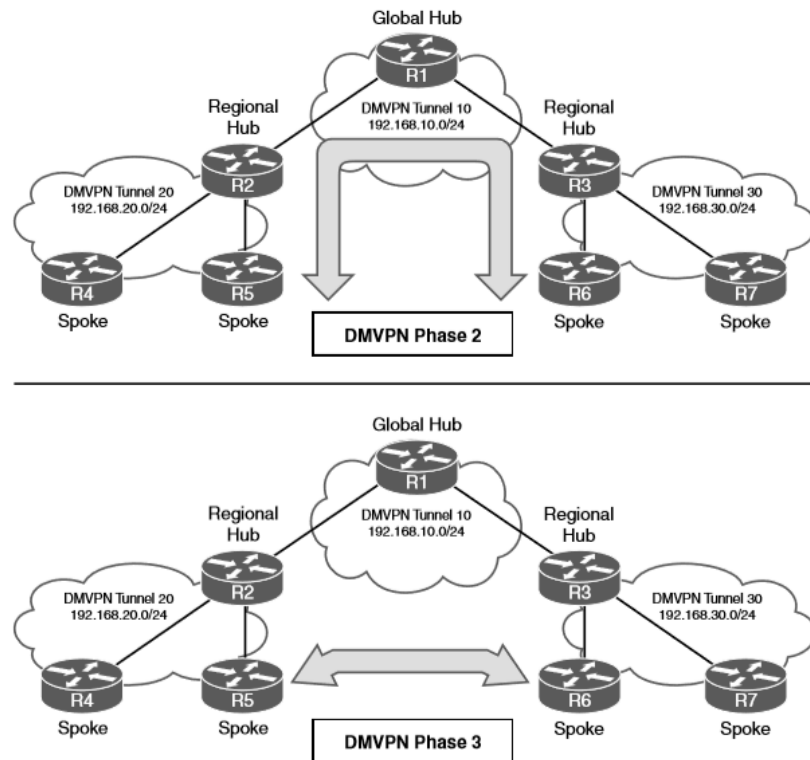 Global Hub
R1
DMVPN Tunnel 10
192.168.10.0/24
Regional
Hub
R2
Regional
Hub
R3
DMVPN Tunnel 20
192.168.20.0/24
DMVPN Tunnel 30
192.168.30.0/24
R4
R5
R6
R7
Spoke
Spoke
Spoke
Spoke
DMVPN Phase 2
Global Hub
R1
DMVPN Tunnel 10
192.168.10.0/24
Regional
Hub
R2
Regional
Hub
R3
DMVPN Tunnel 20
192.168.20.0/24
DMVPN Tunnel 30
192.168.30.0/24
R4
R5
R6
R7
Spoke
Spoke
Spoke
Spoke
DMVPN Phase 3